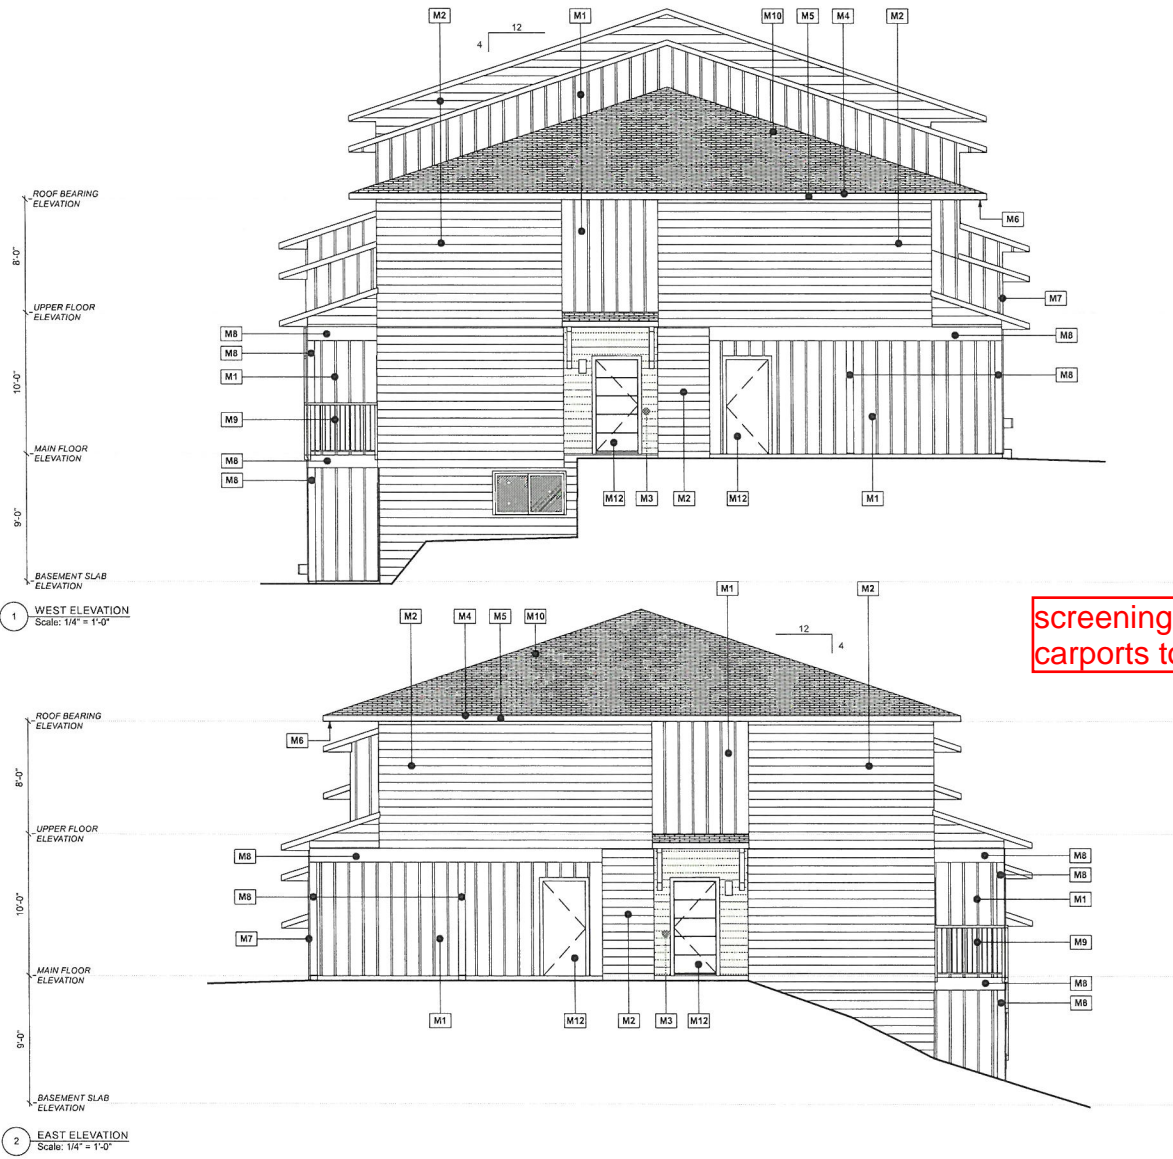 M2
M1
M10
M5
M4
M2
12
4
ROOF BEARING
ELEVATION
M6
8'-0"
M7
UPPER FLOOR
ELEVATION
M8
M8
M8
M1
M8
10'-0"
M9
MAIN FLOOR
ELEVATION
M8
M8
M12
M3
M2
M12
M1
9'-0"
BASEMENT SLAB
ELEVATION
1
WEST ELEVATION
Scale: 1/4" = 1'-0"
M1
M2
M2
M4
M5
M10
12
4
screening
carports to
ROOF BEARING
ELEVATION
M6
8'-0"
UPPER FLOOR
ELEVATION
M8
M8
M8
M8
M1
10'-0"
M7
M9
MAIN FLOOR
ELEVATION
M8
M8
M1
M12
M2
M3
M12
9'-0"
BASEMENT SLAB
ELEVATION
2
EAST ELEVATION
Scale: 1/4" = 1'-0"